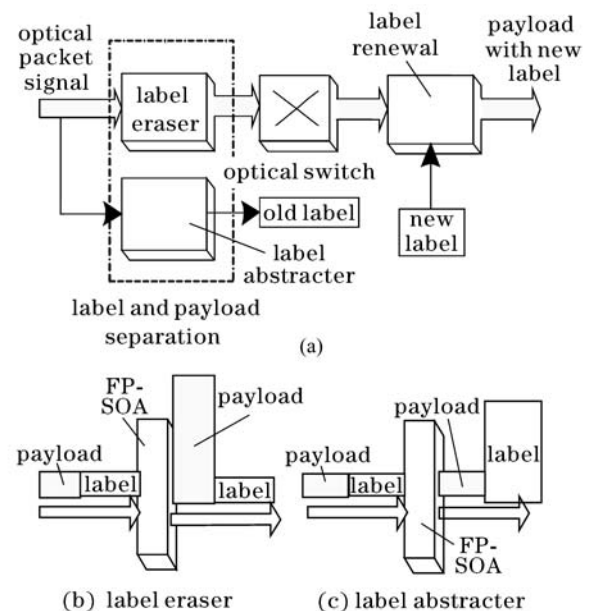 optical
packet
signal
label
eraser
label
renewal
payload
with new
label
optical switch
old label
new
label
label
abstracter
label and payload
separation
(a)
FP-
SOA
payload
payload
label
label
(b) label eraser
payload
payload
label
label
FP-
SOA
(c) label abstracter